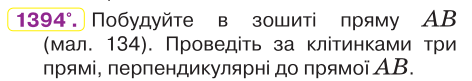 1394°. Побудуйте в зошиті пряму AB
(мал. 134). Проведіть за клітинками три
прямі, перпендикулярні до прямої AB.